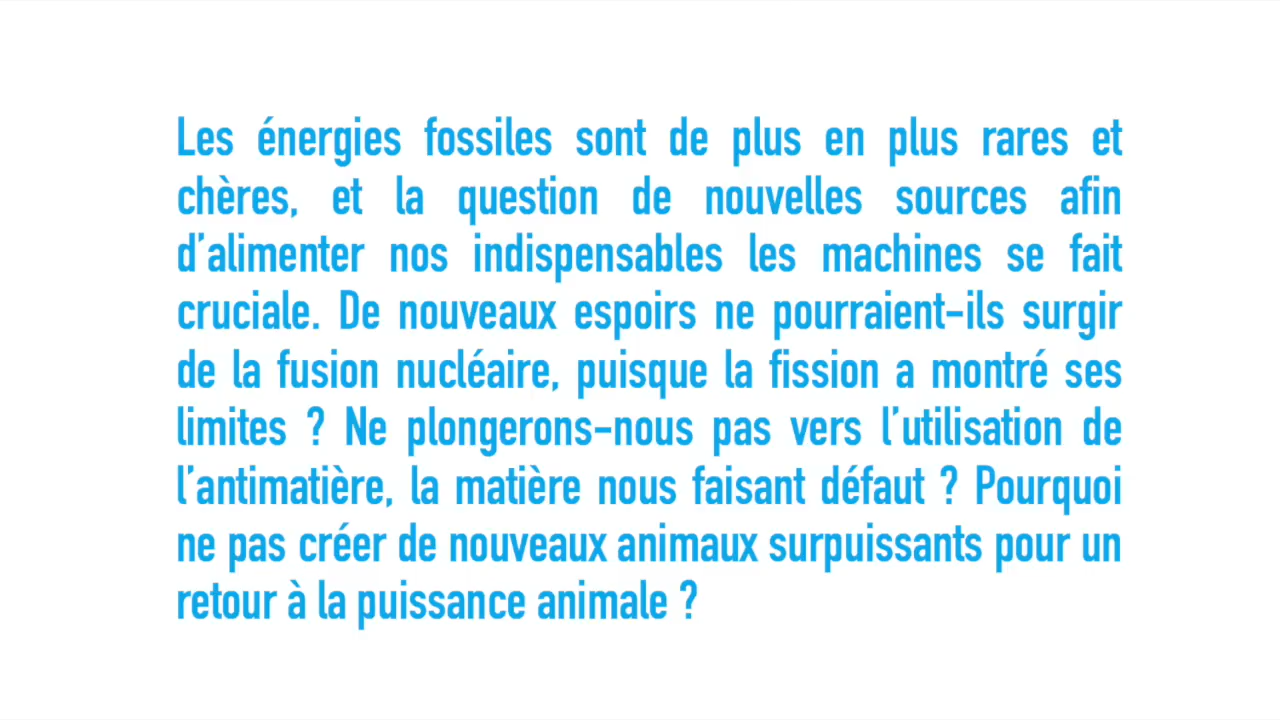 Les énergies fossiles sont de plus en plus rares et
chères, et la question de nouvelles sources afin
d’alimenter nos indispensables les machines se fait
cruciale. De nouveaux espoirs ne pourraient-ils surgir
de la fusion nucléaire, puisque la fission a montré ses
limites ? Ne plongerons-nous pas vers l’utilisation de
l’antimatière, la matière nous faisant défaut ? Pourquoi
ne pas créer de nouveaux animaux surpuissants pour un
retour à la puissance animale ?